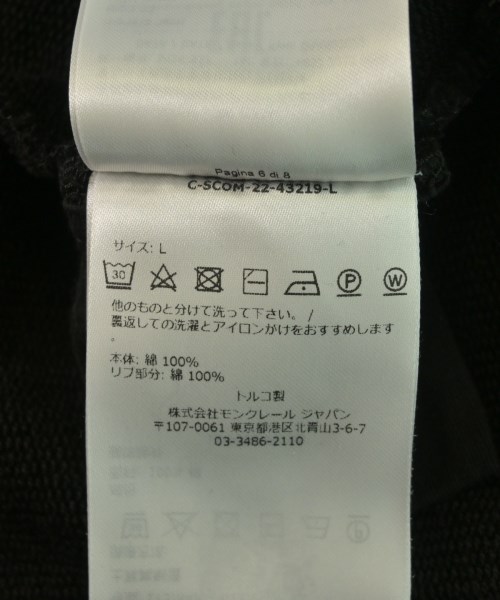 Pagina 6 di 8
C-SCOM-22-43219-L
サイズ: L
30
P
W
他のものと分けて洗って下さい。 /
裏返しての洗濯とアイロンがけをおすすめします
。
本体: 綿 100%
リブ部分: 綿 100%
トルコ製
株式会社モンクレール ジャパン
〒107-0061 東京都港区北青山3-6-7
03-3486-2110